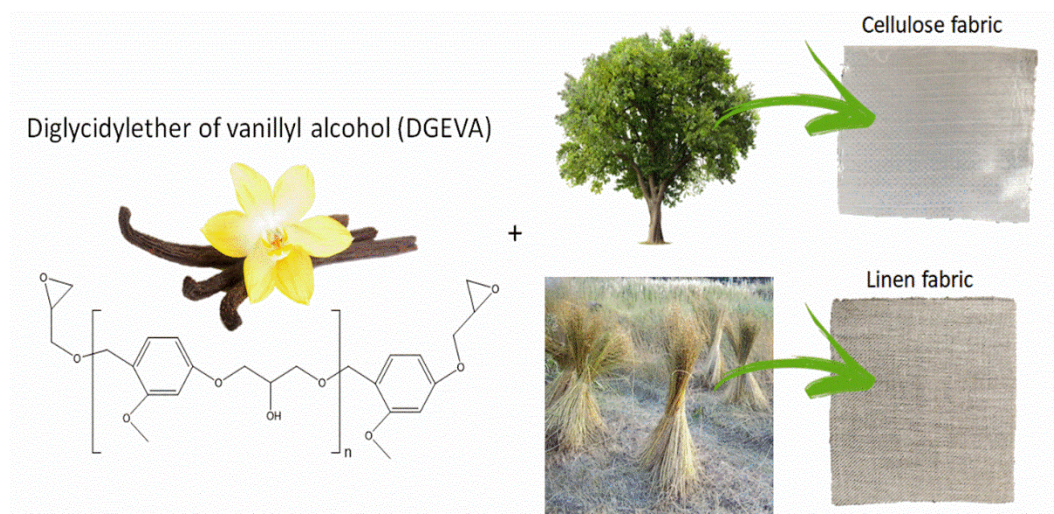 Cellulose fabric
Diglycidylether of vanillyl alcohol (DGEVA)
+
Linen fabric
O
O
O
O
O
O
O
OH
O
O
n